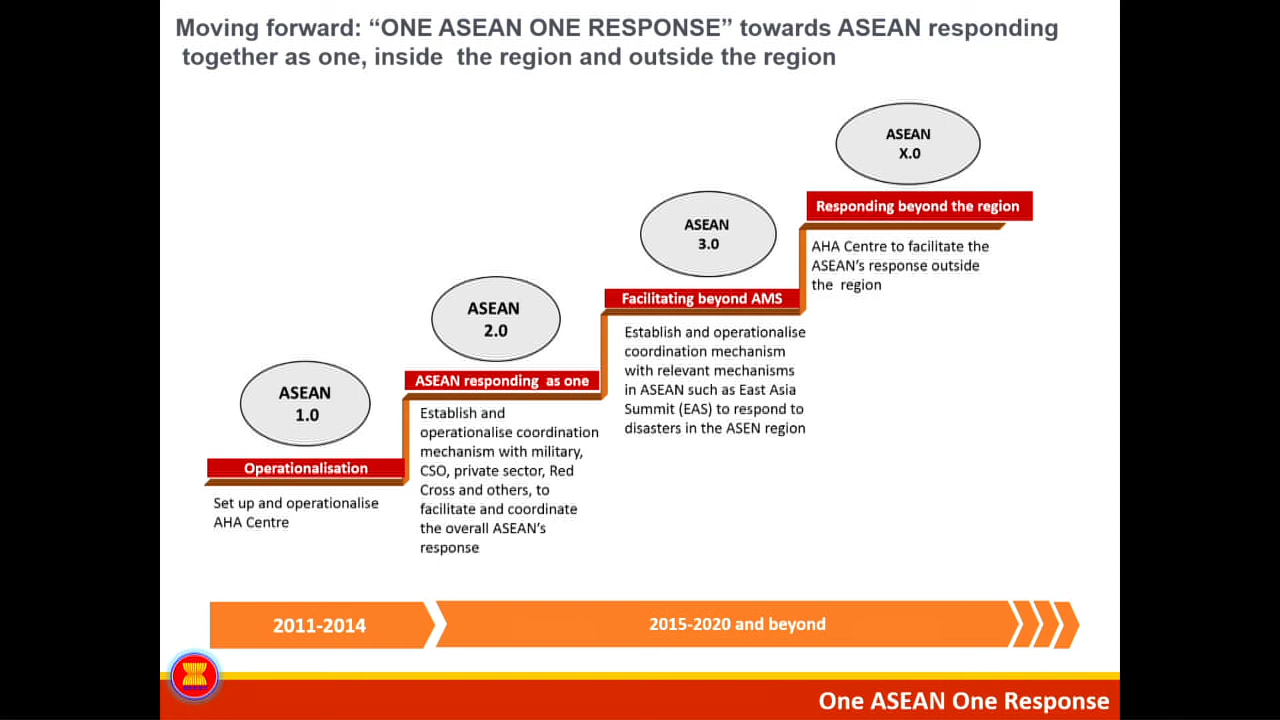 Moving forward: “ONE ASEAN ONE RESPONSE” towards ASEAN responding
together as one, inside the region and outside the region
ASEAN
1.0
Operationalisation
Set up and operationalise
AHA Centre
ASEAN
2.0
ASEAN responding as one
Establish and
operationalise coordination
mechanism with military,
CSO, private sector, Red
Cross and others, to
facilitate and coordinate
the overall ASEAN’s
response
ASEAN
3.0
Facilitating beyond AMS
Establish and operationalise
coordination mechanism
with relevant mechanisms
in ASEAN such as East Asia
Summit (EAS) to respond to
disasters in the ASEN region
ASEAN
X.0
Responding beyond the region
AHA Centre to facilitate the
ASEAN’s response outside
the region
2011-2014
2015-2020 and beyond
One ASEAN One Response